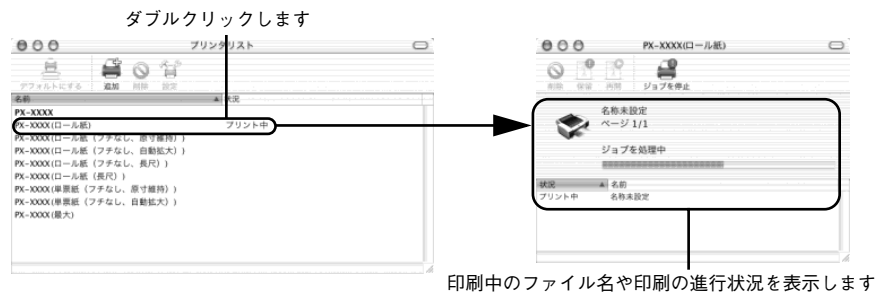 ダブルクリックします
プリンタリスト
デフォルトにする 追加 削除 設定
名前 状況
PX-XXXX
PX-XXXX(ロール紙) プリント中
PX-XXXX(ロール紙（フチなし、原寸維持）)
PX-XXXX(ロール紙（フチなし、自動拡大）)
PX-XXXX(ロール紙（フチなし、長尺）)
PX-XXXX(ロール紙（長尺）)
PX-XXXX(単票紙（フチなし、原寸維持）)
PX-XXXX(単票紙（フチなし、自動拡大）)
PX-XXXX(最大)
PX-XXXX(ロール紙)
削除 保留 再開 ジョブを停止
名称未設定
ページ 1/1
ジョブを処理中
状況 名前
プリント中 名称未設定
印刷中のファイル名や印刷の進行状況を表示します